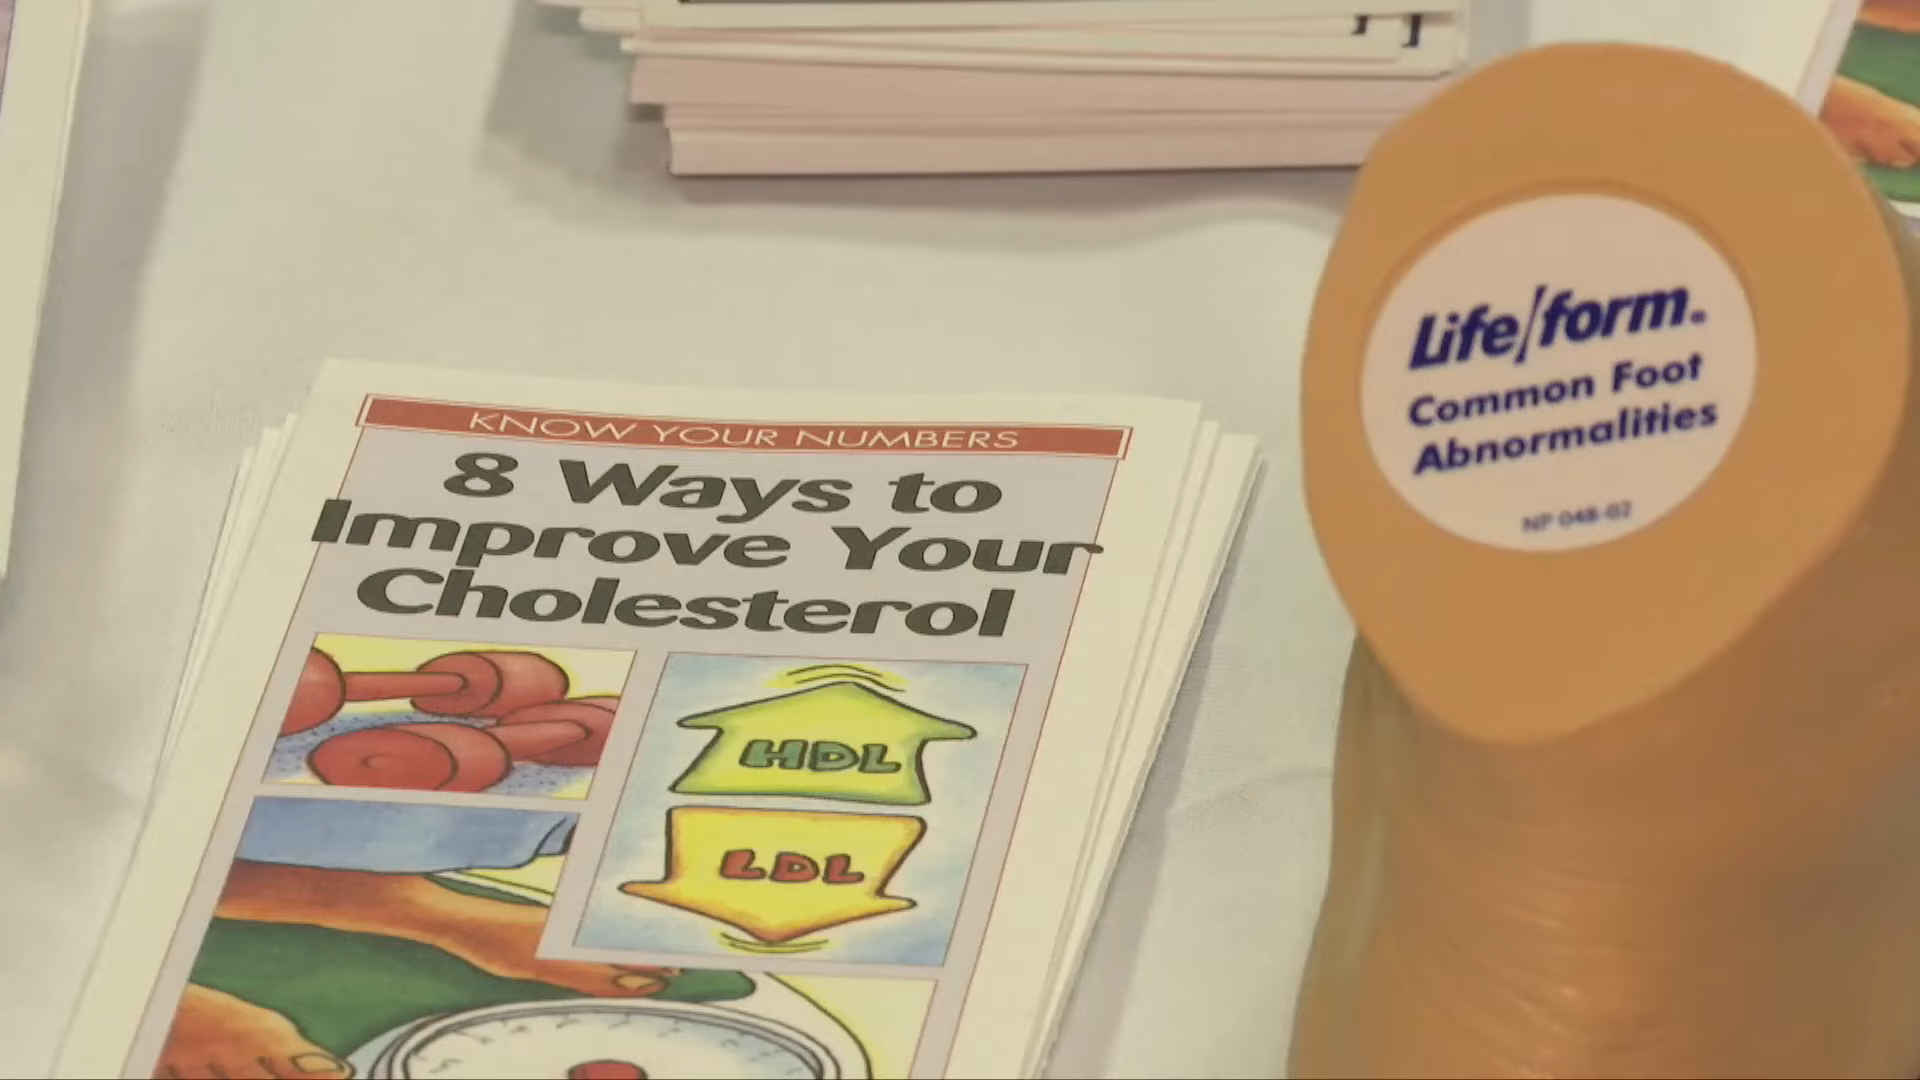 KNOW YOUR NUMBERS
8 Ways to
Improve Your
Cholesterol
HDL
LDL
Life/form®
Common Foot
Abnormalities
NP 048-02